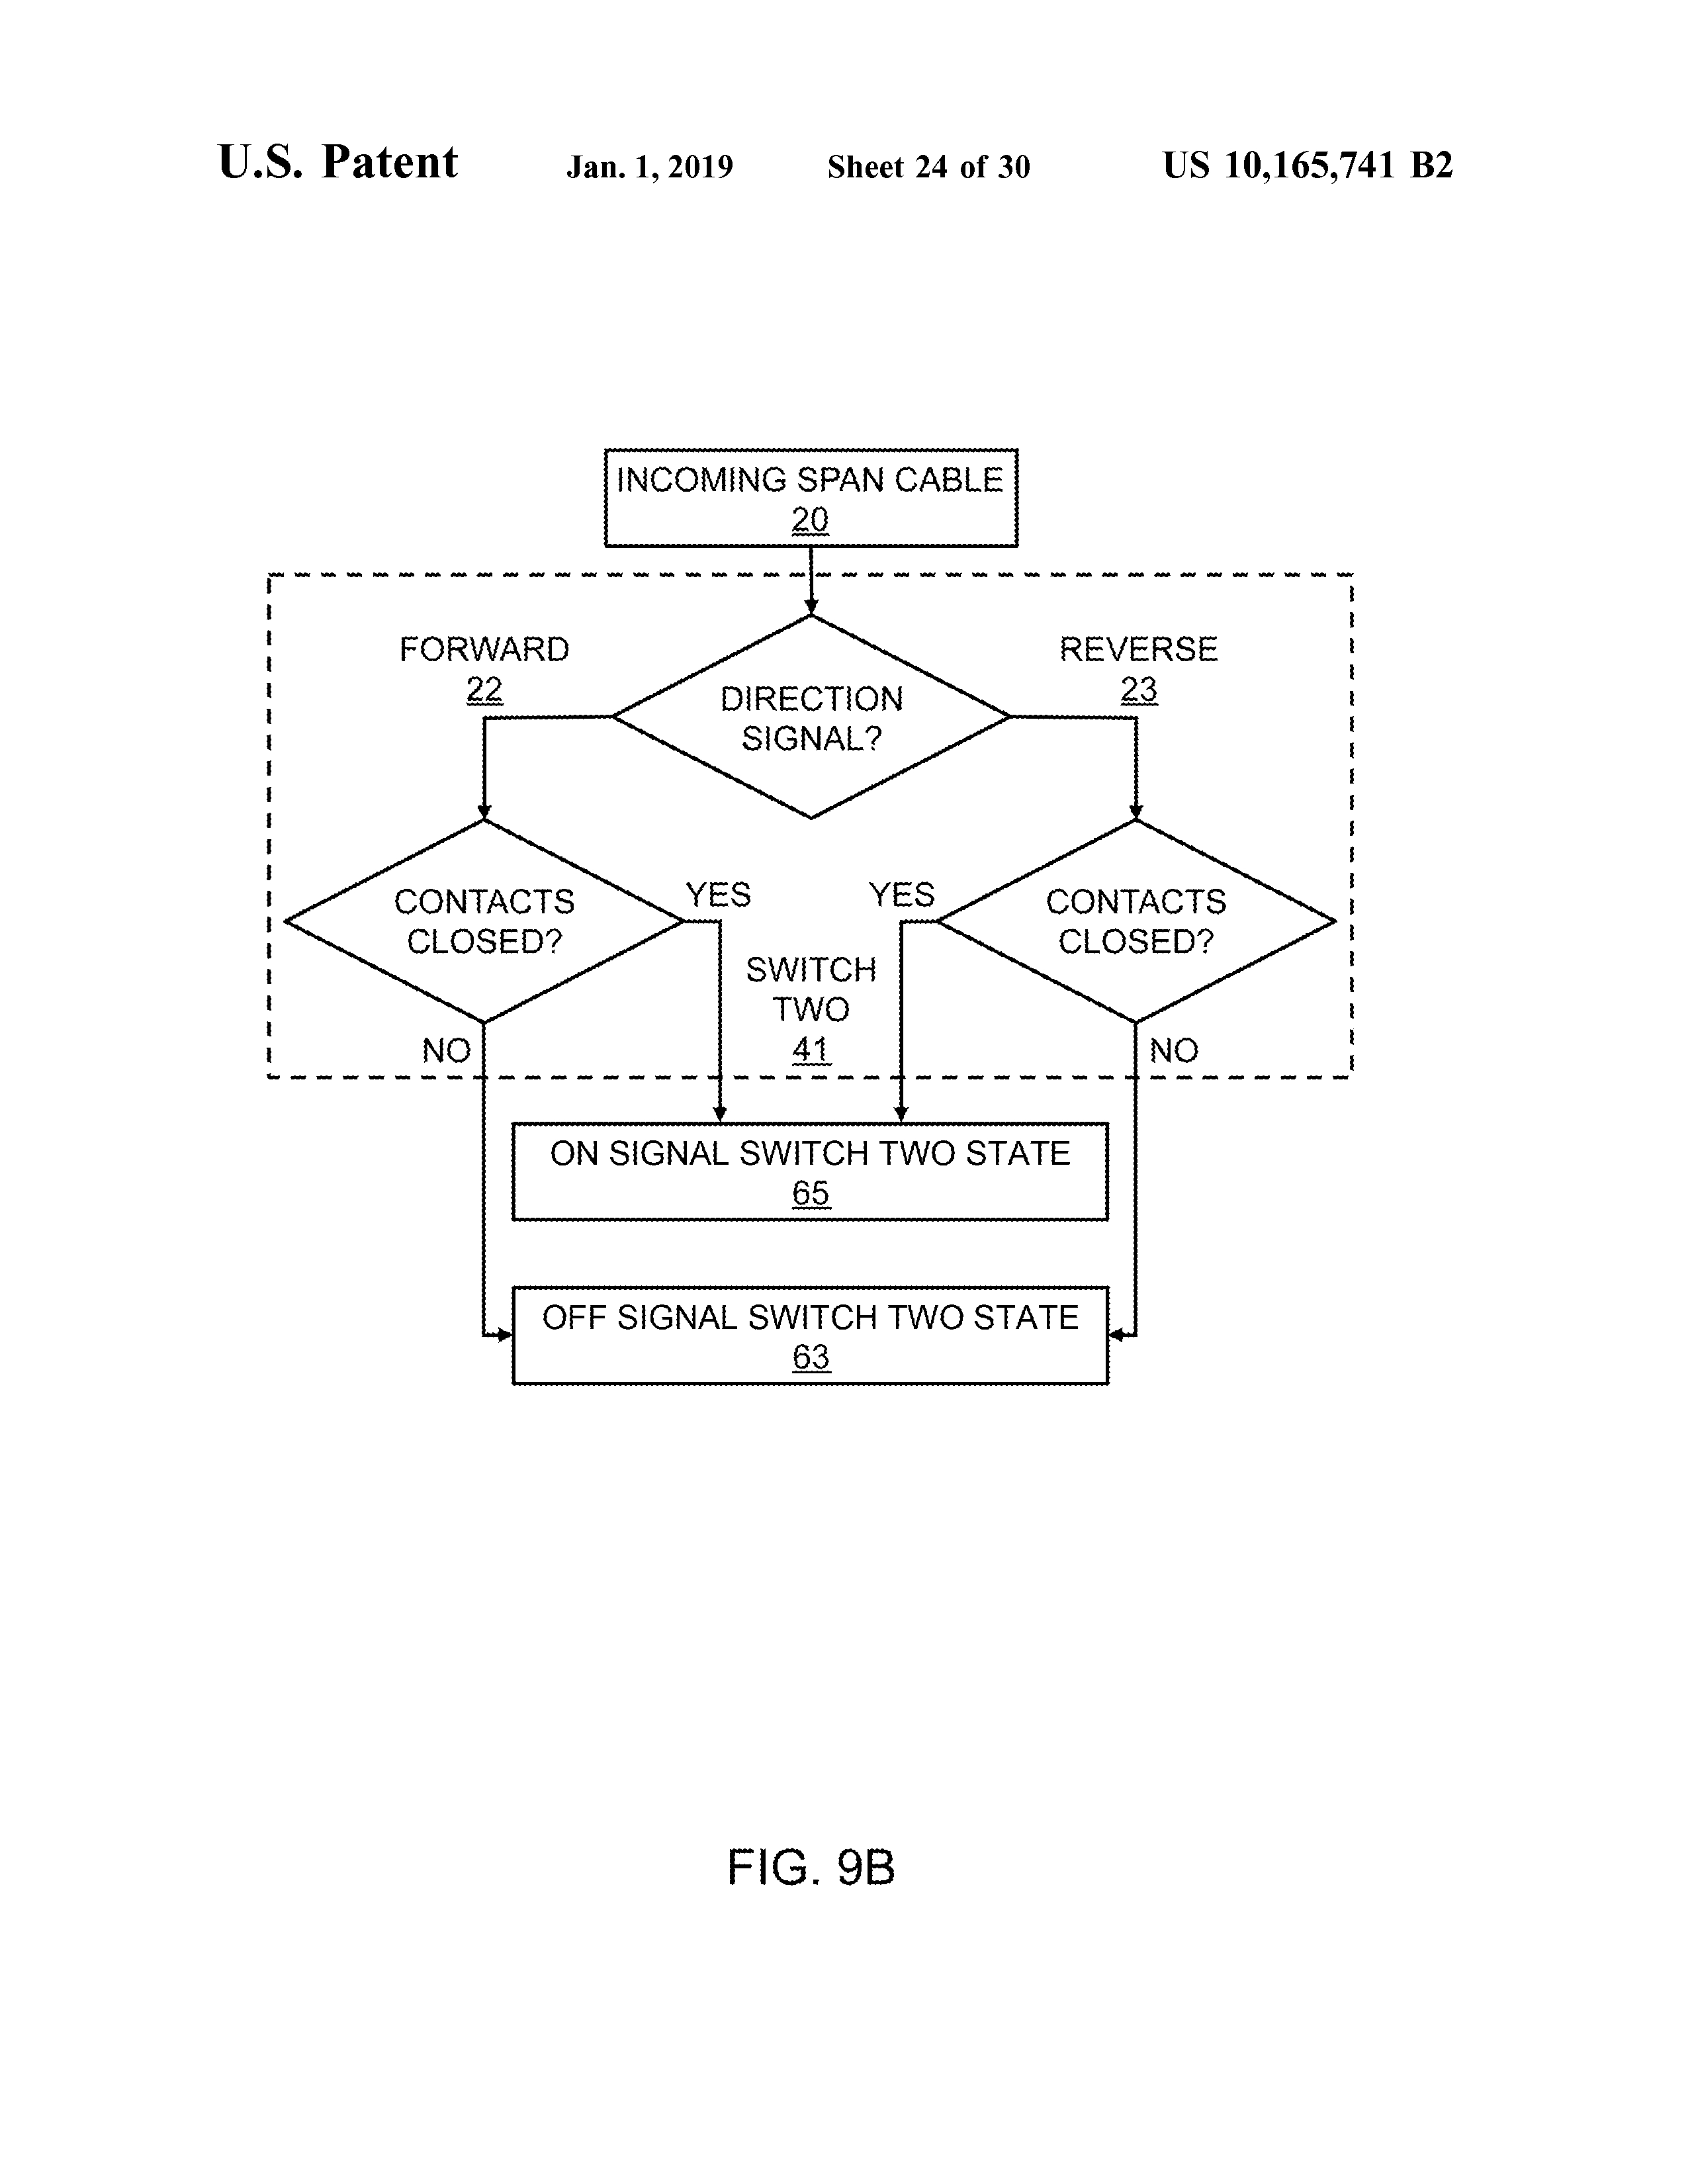 U.S. Patent Jan. 1, 2019 Sheet 24 of 30 US 10,165,741 B2
INCOMING SPAN CABLE
20
FORWARD
22
REVERSE
23
DIRECTION
SIGNAL?
CONTACTS
CLOSED?
YES
YES
CONTACTS
CLOSED?
SWITCH
TWO
41
NO
NO
ON SIGNAL SWITCH TWO STATE
65
OFF SIGNAL SWITCH TWO STATE
63
FIG. 9B